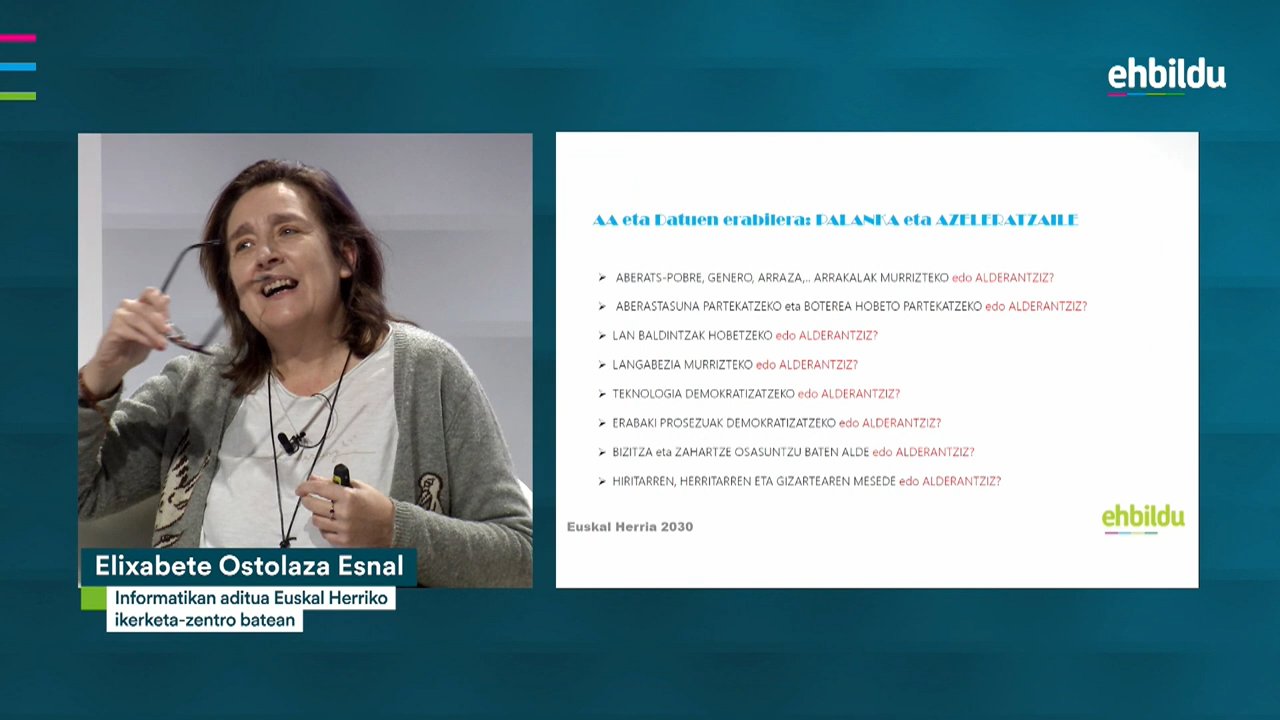 ehbildu
AA eta Datuen erabilera: PALANKA eta AZELERATZAILE
ABERATS-POBRE, GENERO, ARRAZA,.. ARRAKALAK MURRIZTEKO edo ALDERANTZIZ?
ABERASTASUNA PARTEKATZEKO eta BOTEREA HOBETO PARTEKATZEKO edo ALDERANTZIZ?
LAN BALDINTZAK HOBETZEKO edo ALDERANTZIZ?
LANGABEZIA MURRIZTEKO edo ALDERANTZIZ?
TEKNOLOGIA DEMOKRATIZATZEKO edo ALDERANTZIZ?
ERABAKI PROSEZUAK DEMOKRATIZATZEKO edo ALDERANTZIZ?
BIZITZA eta ZAHARTZE OSASUNTZU BATEN ALDE edo ALDERANTZIZ?
HIRITARREN, HERRITARREN ETA GIZARTEAREN MESEDE edo ALDERANTZIZ?
Euskal Herria 2030
ehbildu
Elixabete Ostolaza Esnal
Informatikan aditua Euskal Herriko
ikerketa-zentro batean